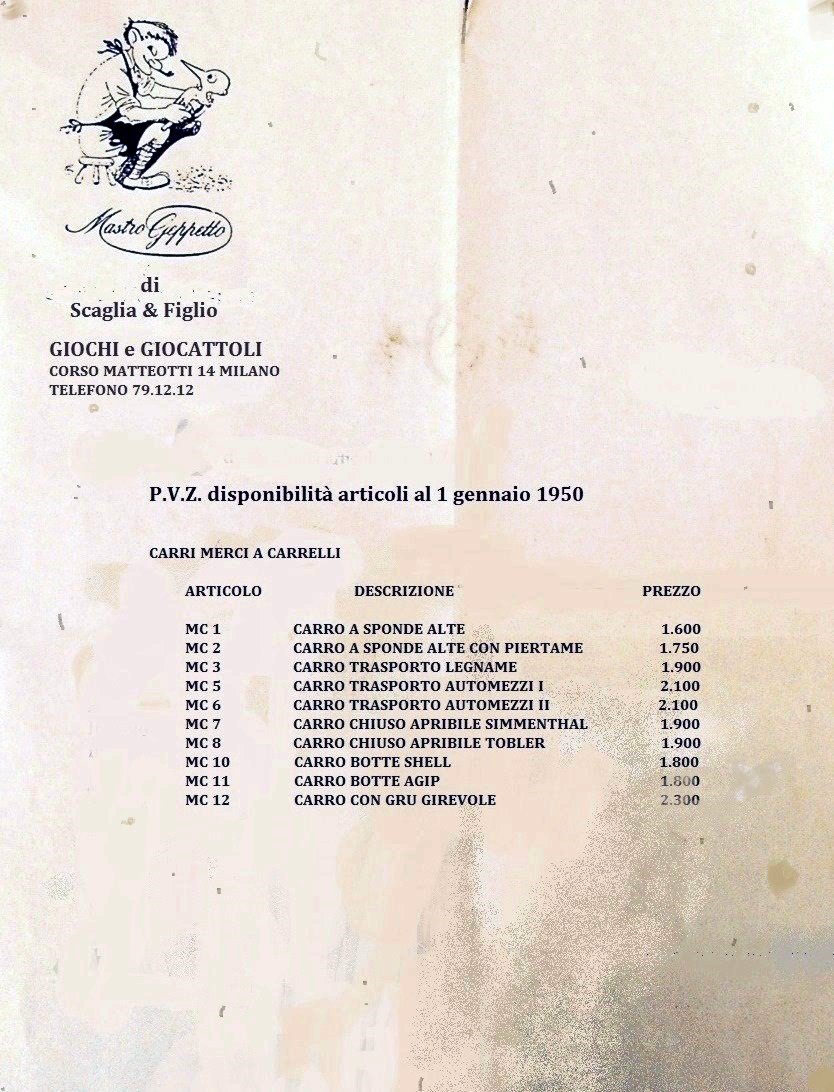 Mastro Geppetto
di
Scaglia & Figlio
GIOCHI e GIOCATTOLI
CORSO MATTEOTTI 14 MILANO
TELEFONO 79.12.12
P.V.Z. disponibilità articoli al 1 gennaio 1950
CARRI MERCI A CARRELLI
ARTICOLO DESCRIZIONE PREZZO
MC 1 CARRO A SPONDE ALTE 1.600
MC 2 CARRO A SPONDE ALTE CON PIERTAME 1.750
MC 3 CARRO TRASPORTO LEGNAME 1.900
MC 5 CARRO TRASPORTO AUTOMEZZI I 2.100
MC 6 CARRO TRASPORTO AUTOMEZZI II 2.100
MC 7 CARRO CHIUSO APRIBILE SIMMENTHAL 1.900
MC 8 CARRO CHIUSO APRIBILE TOBLER 1.900
MC 10 CARRO BOTTE SHELL 1.800
MC 11 CARRO BOTTE AGIP 1.800
MC 12 CARRO CON GRU GIREVOLE 2.300